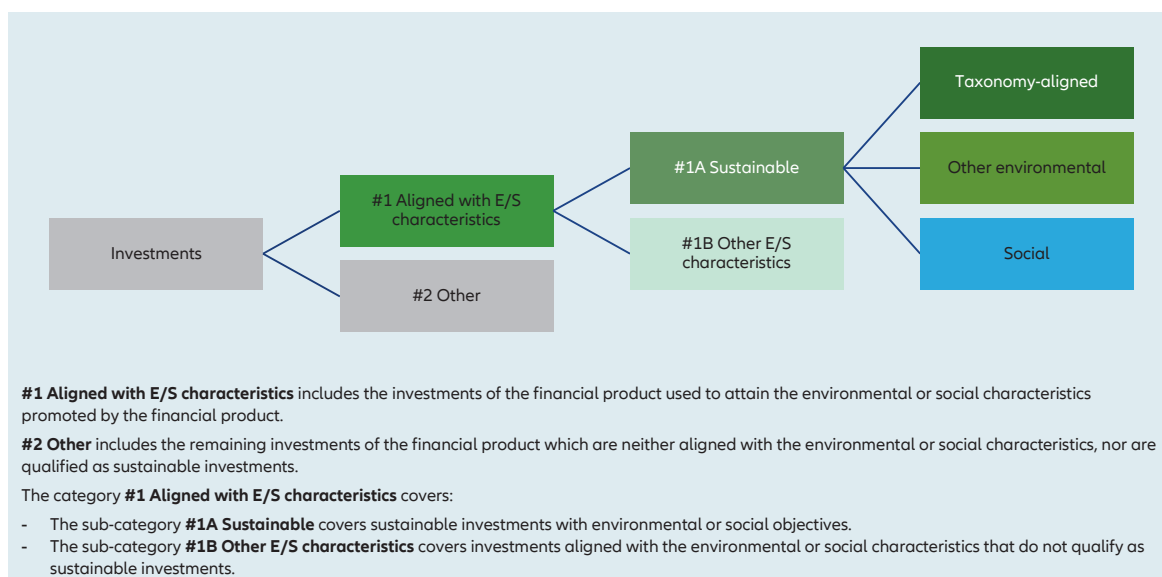 Taxonomy-aligned
#1A Sustainable
Other environmental
#1 Aligned with E/S
characteristics
#1B Other E/S
characteristics
Investments
Social
#2 Other
#1 Aligned with E/S characteristics includes the investments of the financial product used to attain the environmental or social characteristics
promoted by the financial product.
#2 Other includes the remaining investments of the financial product which are neither aligned with the environmental or social characteristics, nor are
qualified as sustainable investments.
The category #1 Aligned with E/S characteristics covers:
- The sub-category #1A Sustainable covers sustainable investments with environmental or social objectives.
- The sub-category #1B Other E/S characteristics covers investments aligned with the environmental or social characteristics that do not qualify as
sustainable investments.